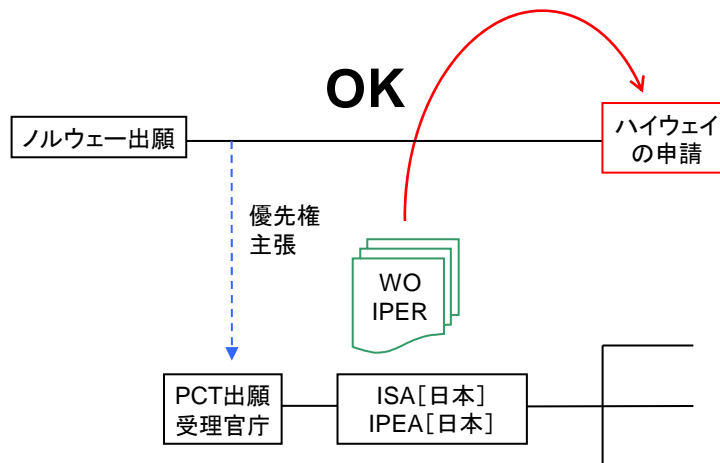 OK
ノルウェー出願
ハイウェイ
の申請
優先権
主張
WO
IPER
PCT出願
受理官庁
ISA［日本］
IPEA［日本］